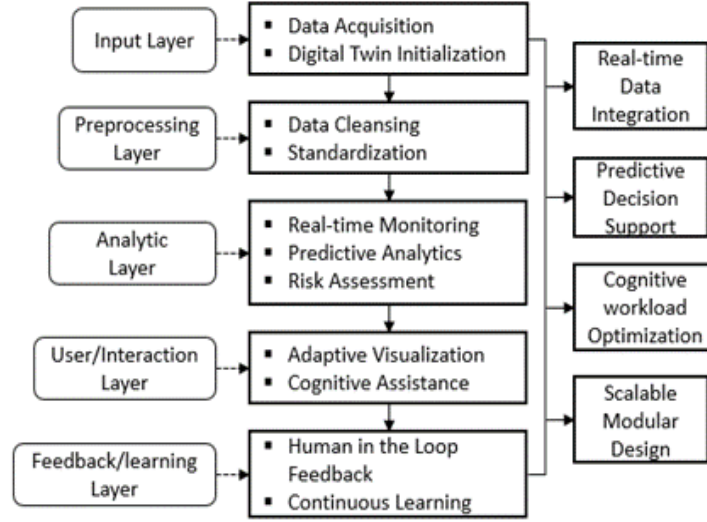 Input Layer
▪ Data Acquisition
▪ Digital Twin Initialization
Preprocessing
Layer
▪ Data Cleansing
▪ Standardization
Analytic
Layer
▪ Real-time Monitoring
▪ Predictive Analytics
▪ Risk Assessment
User/Interaction
Layer
▪ Adaptive Visualization
▪ Cognitive Assistance
Feedback/learning
Layer
▪ Human in the Loop
Feedback
▪ Continuous Learning
Real-time
Data
Integration
Predictive
Decision
Support
Cognitive
workload
Optimization
Scalable
Modular
Design